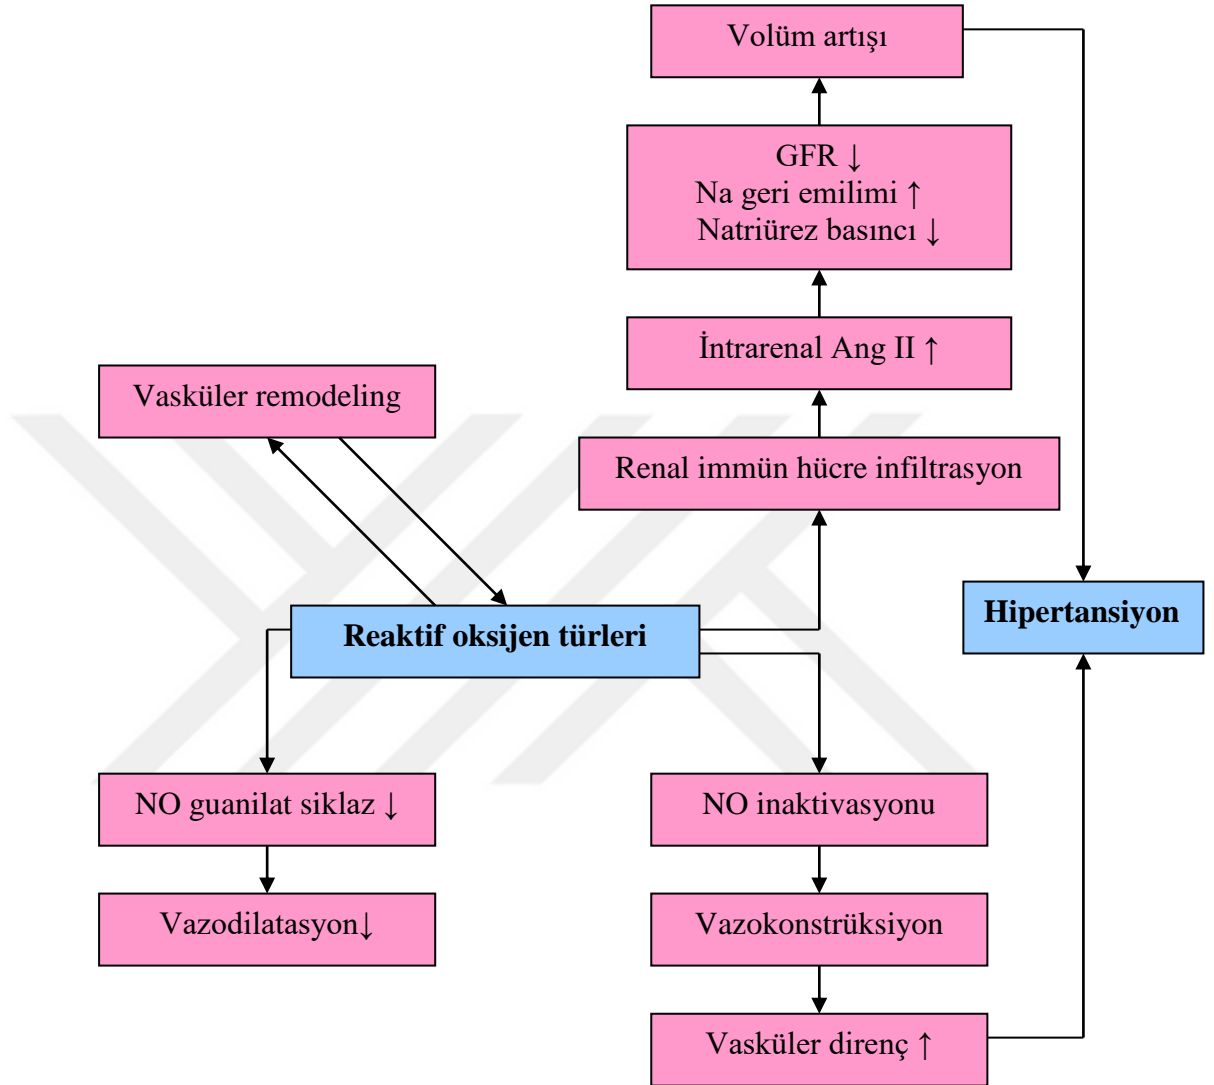 Volüm artışı
GFR ↓
Na geri emilimi ↑
Natriürez basıncı ↓
İntrarenal Ang II ↑
Vasküler remodeling
Renal immün hücre infiltrasyon
Hipertansiyon
Reaktif oksijen türleri
NO guanilat siklaz ↓
NO inaktivasyonu
Vazodilatasyon↓
Vazokonstrüksiyon
Vasküler direnç ↑